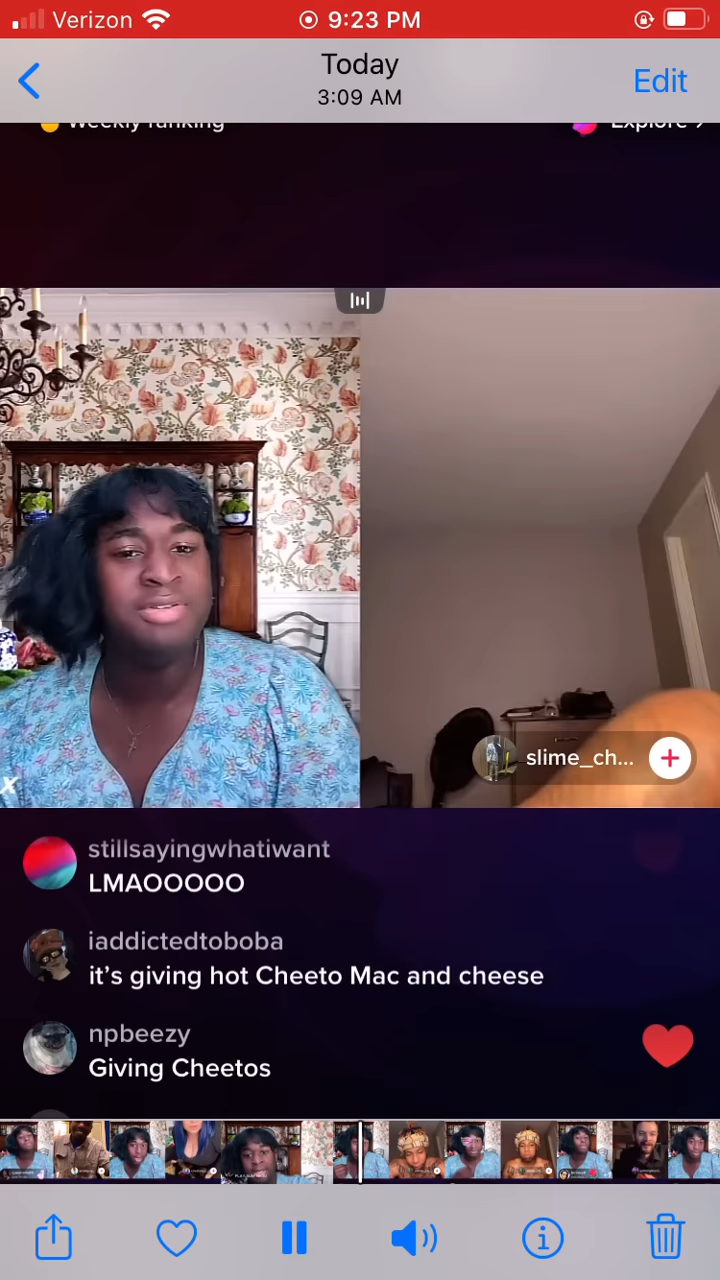 Verizon
9:23 PM
Today
3:09 AM
Edit
Weekly ranking
Explore >
slime_ch...
x
stillsayingwhatiwant
LMAOOOOO
iaddictedtoboba
it's giving hot Cheeto Mac and cheese
npbeezy
Giving Cheetos